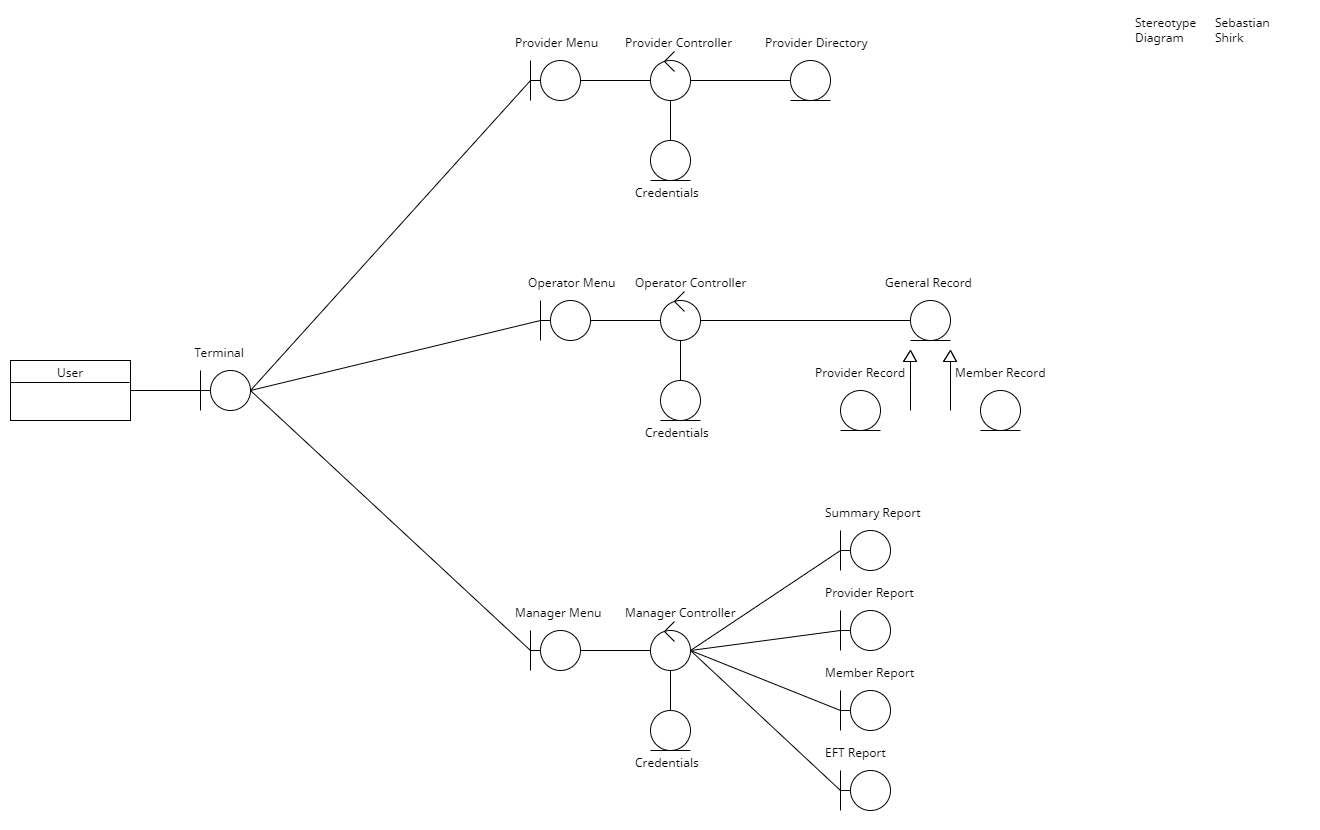 Stereotype Sebastian
Diagram Shirk
Provider Menu Provider Controller Provider Directory
Credentials
Operator Menu Operator Controller General Record
Terminal
User
Provider Record Member Record
Credentials
Summary Report
Provider Report
Manager Menu Manager Controller
Member Report
EFT Report
Credentials